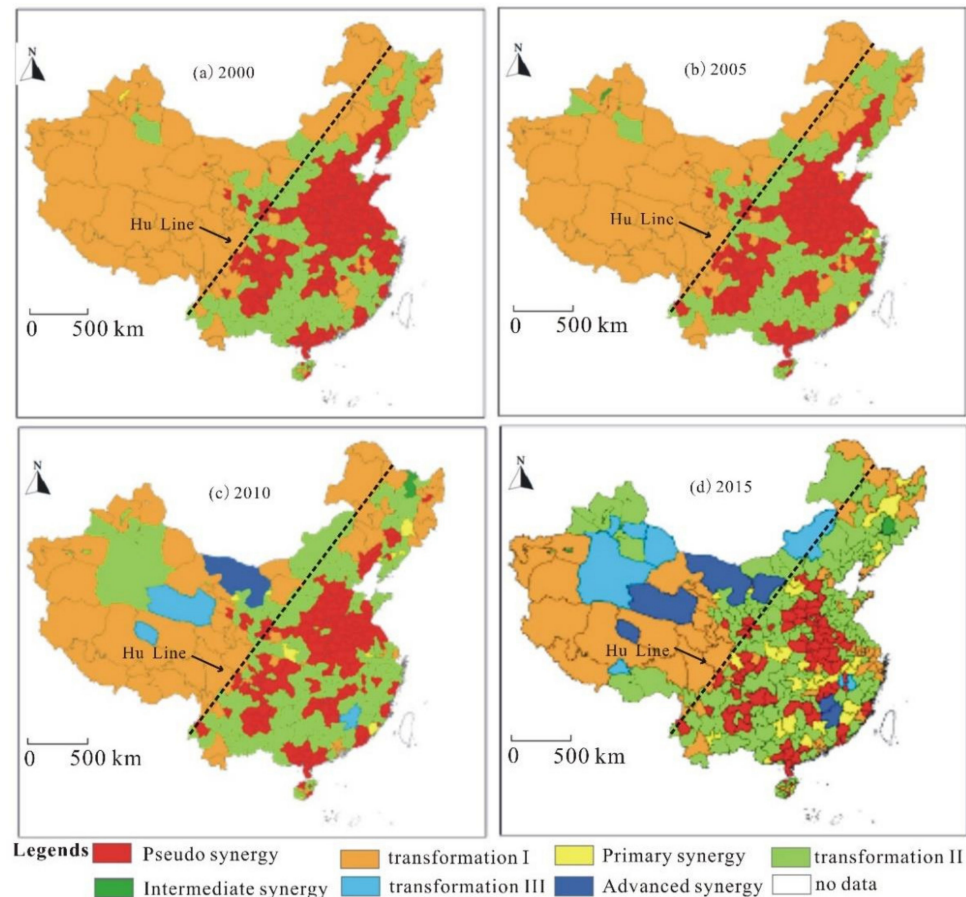 N
(a) 2000
Hu Line
0 500 km
N
(b) 2005
Hu Line
0 500 km
N
(c) 2010
Hu Line
0 500 km
N
(d) 2015
Hu Line
0 500 km
Legends Pseudo synergy transformation I Primary synergy transformation II
Intermediate synergy transformation III Advanced synergy no data